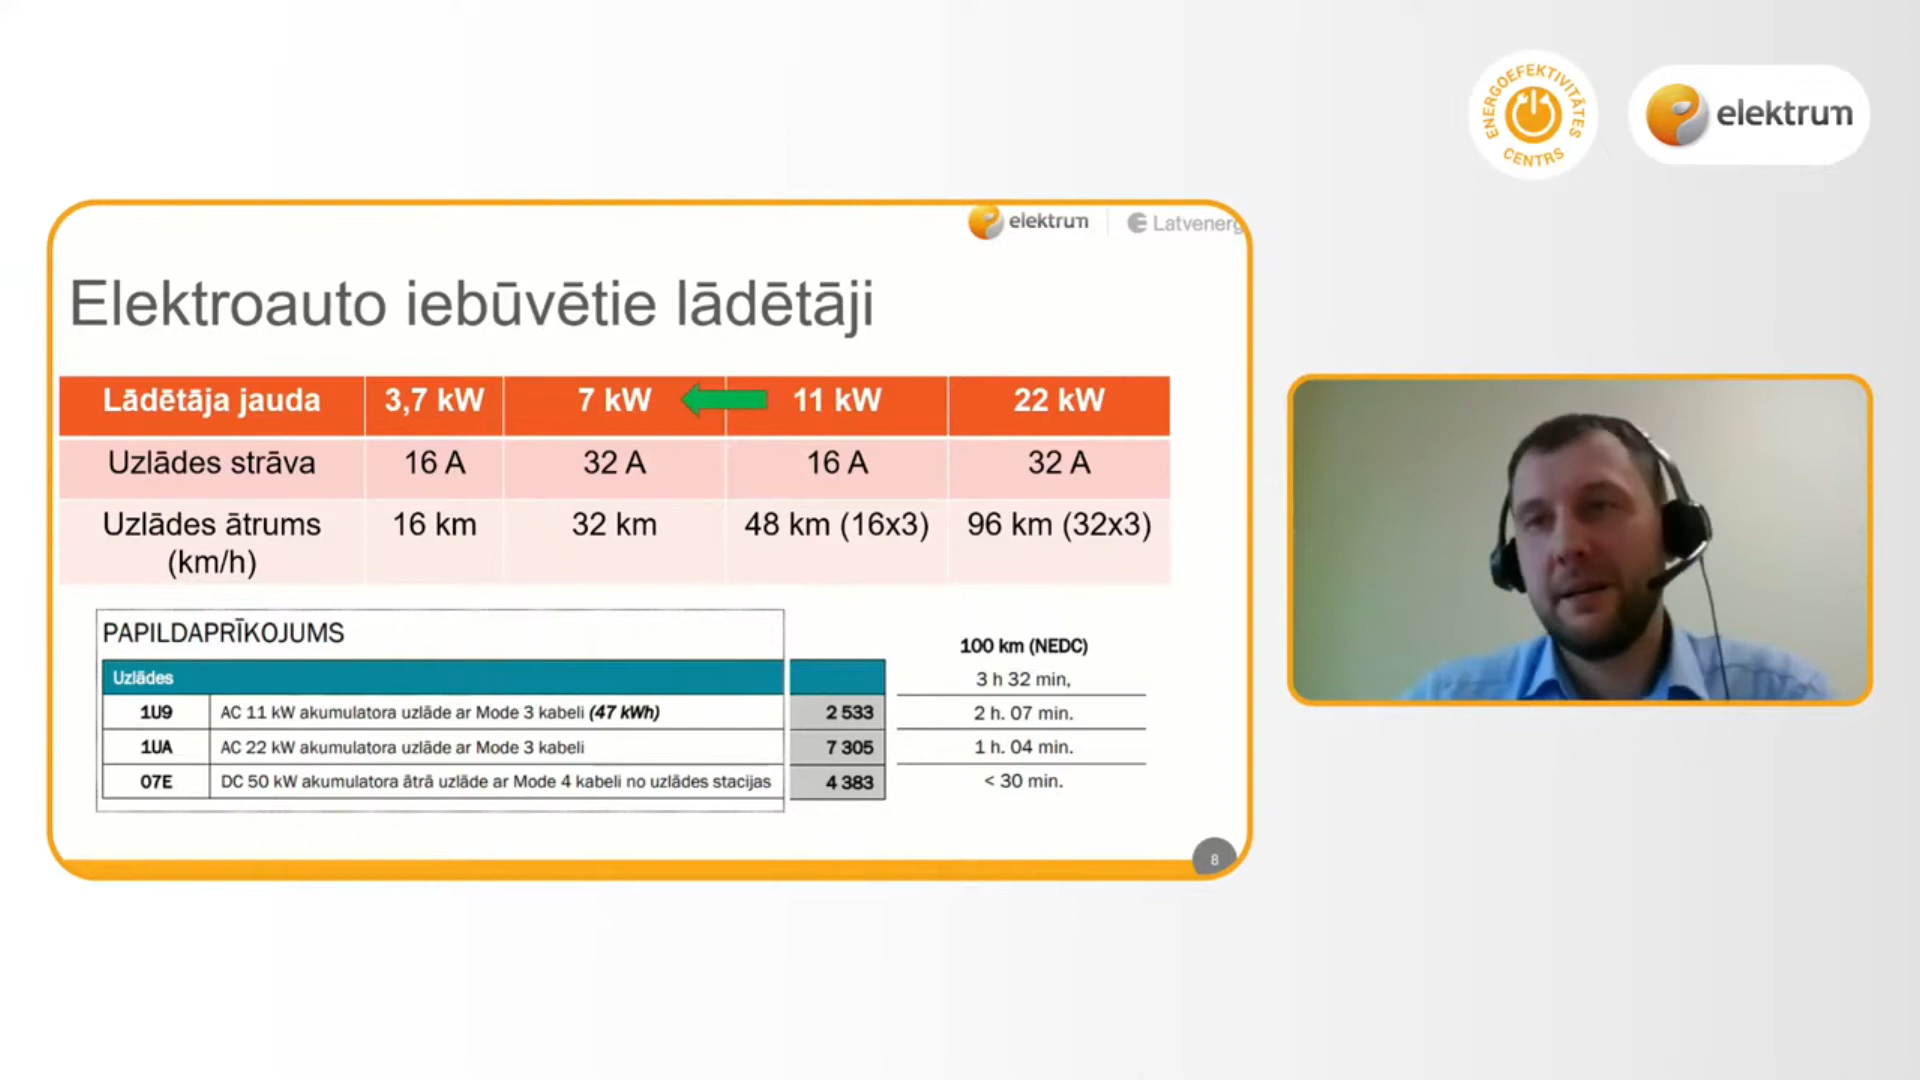 ENERGOEFEKTIVITĀTES
CENTRS
elektrum
elektrum
Elektroauto iebūvētie lādētāji
Lādētāja jauda 3,7 kW 7 kW 11 kW 22 kW
Uzlādes strāva 16 A 32 A 16 A 32 A
Uzlādes ātrums 16 km 32 km 48 km (16x3) 96 km (32x3)
(km/h)
PAPILDAPRĪKOJUMS
100 km (NEDC)
Uzlādes 3 h 32 min,
1U9 AC 11 kW akumulatora uzlāde ar Mode 3 kabeli (47 kWh) 2 533 2 h. 07 min.
1UA AC 22 kW akumulatora uzlāde ar Mode 3 kabeli 7 305 1 h. 04 min.
07E DC 50 kW akumulatora ātrā uzlāde ar Mode 4 kabeli no uzlādes stacijas 4 383 < 30 min.
8